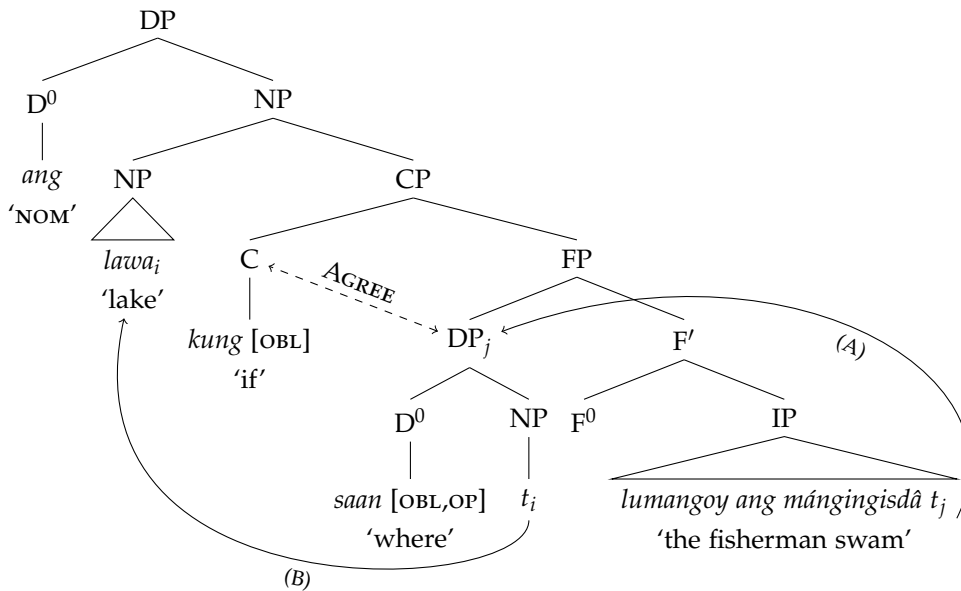 DP
D⁰ NP
ang NP CP
‘NOM’
lawaᵢ C FP
‘lake’ AGREE
kung [OBL] DPⱼ F′ (A)
‘if’
D⁰ NP F⁰ IP
saan [OBL,OP] tᵢ lumangoy ang mángingisdâ tⱼ
‘where’ ‘the fisherman swam’
(B)